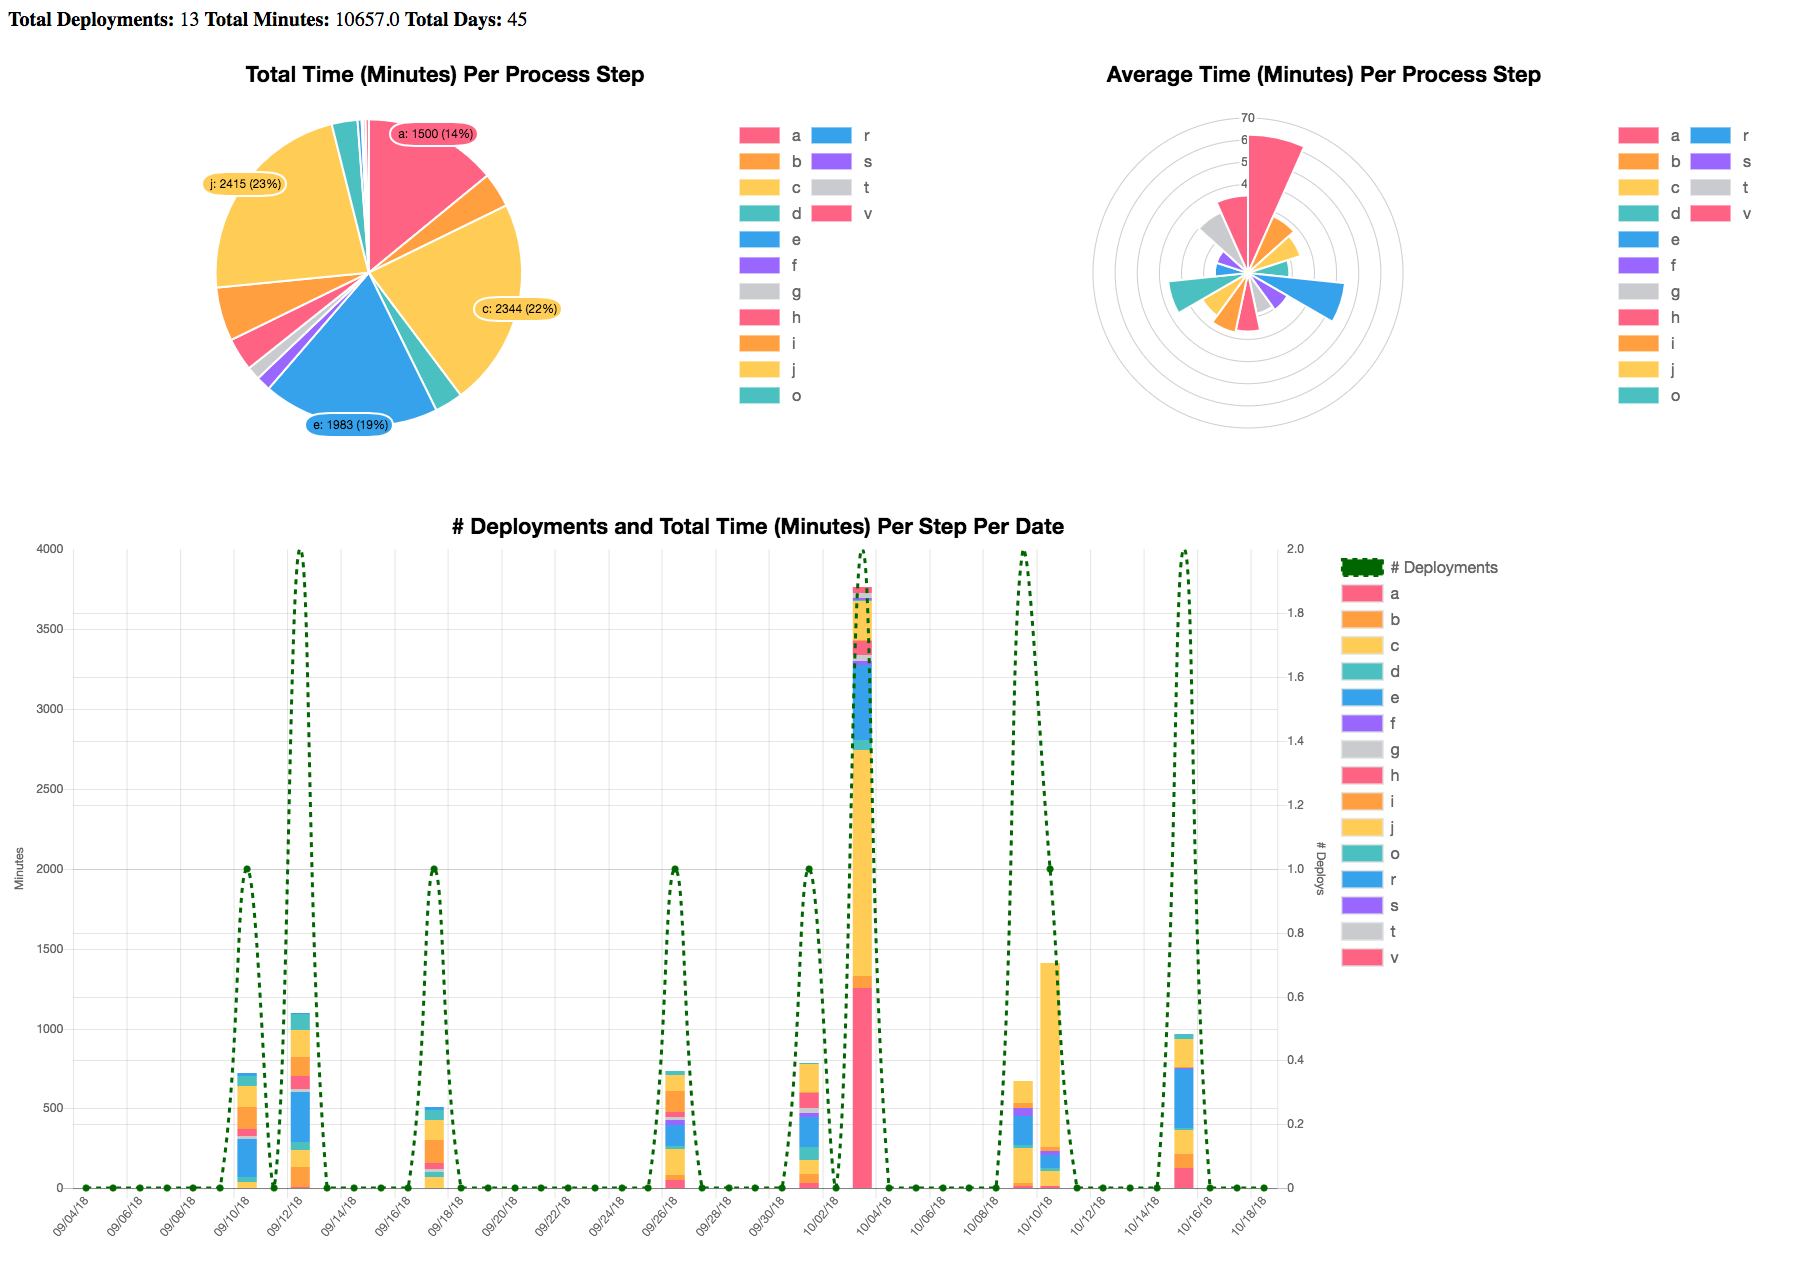 Total Deployments: 13 Total Minutes: 10657.0 Total Days: 45
Total Time (Minutes) Per Process Step
a: 1500 (14%)
j: 2415 (23%)
c: 2344 (22%)
e: 1983 (19%)
a r
b s
c t
d v
e
f
g
h
i
j
o
Average Time (Minutes) Per Process Step
70
6
5
4
a r
b s
c t
d v
e
f
g
h
i
j
o
# Deployments and Total Time (Minutes) Per Step Per Date
Minutes
4000
3500
3000
2500
2000
1500
1000
500
0
09/04/18
09/06/18
09/08/18
09/10/18
09/12/18
09/14/18
09/16/18
09/18/18
09/20/18
09/22/18
09/24/18
09/26/18
09/28/18
09/30/18
10/02/18
10/04/18
10/06/18
10/08/18
10/10/18
10/12/18
10/14/18
10/16/18
10/18/18
2.0
1.8
1.6
1.4
1.2
1.0
0.8
0.6
0.4
0.2
0
# Deploys
# Deployments
a
b
c
d
e
f
g
h
i
j
o
r
s
t
v